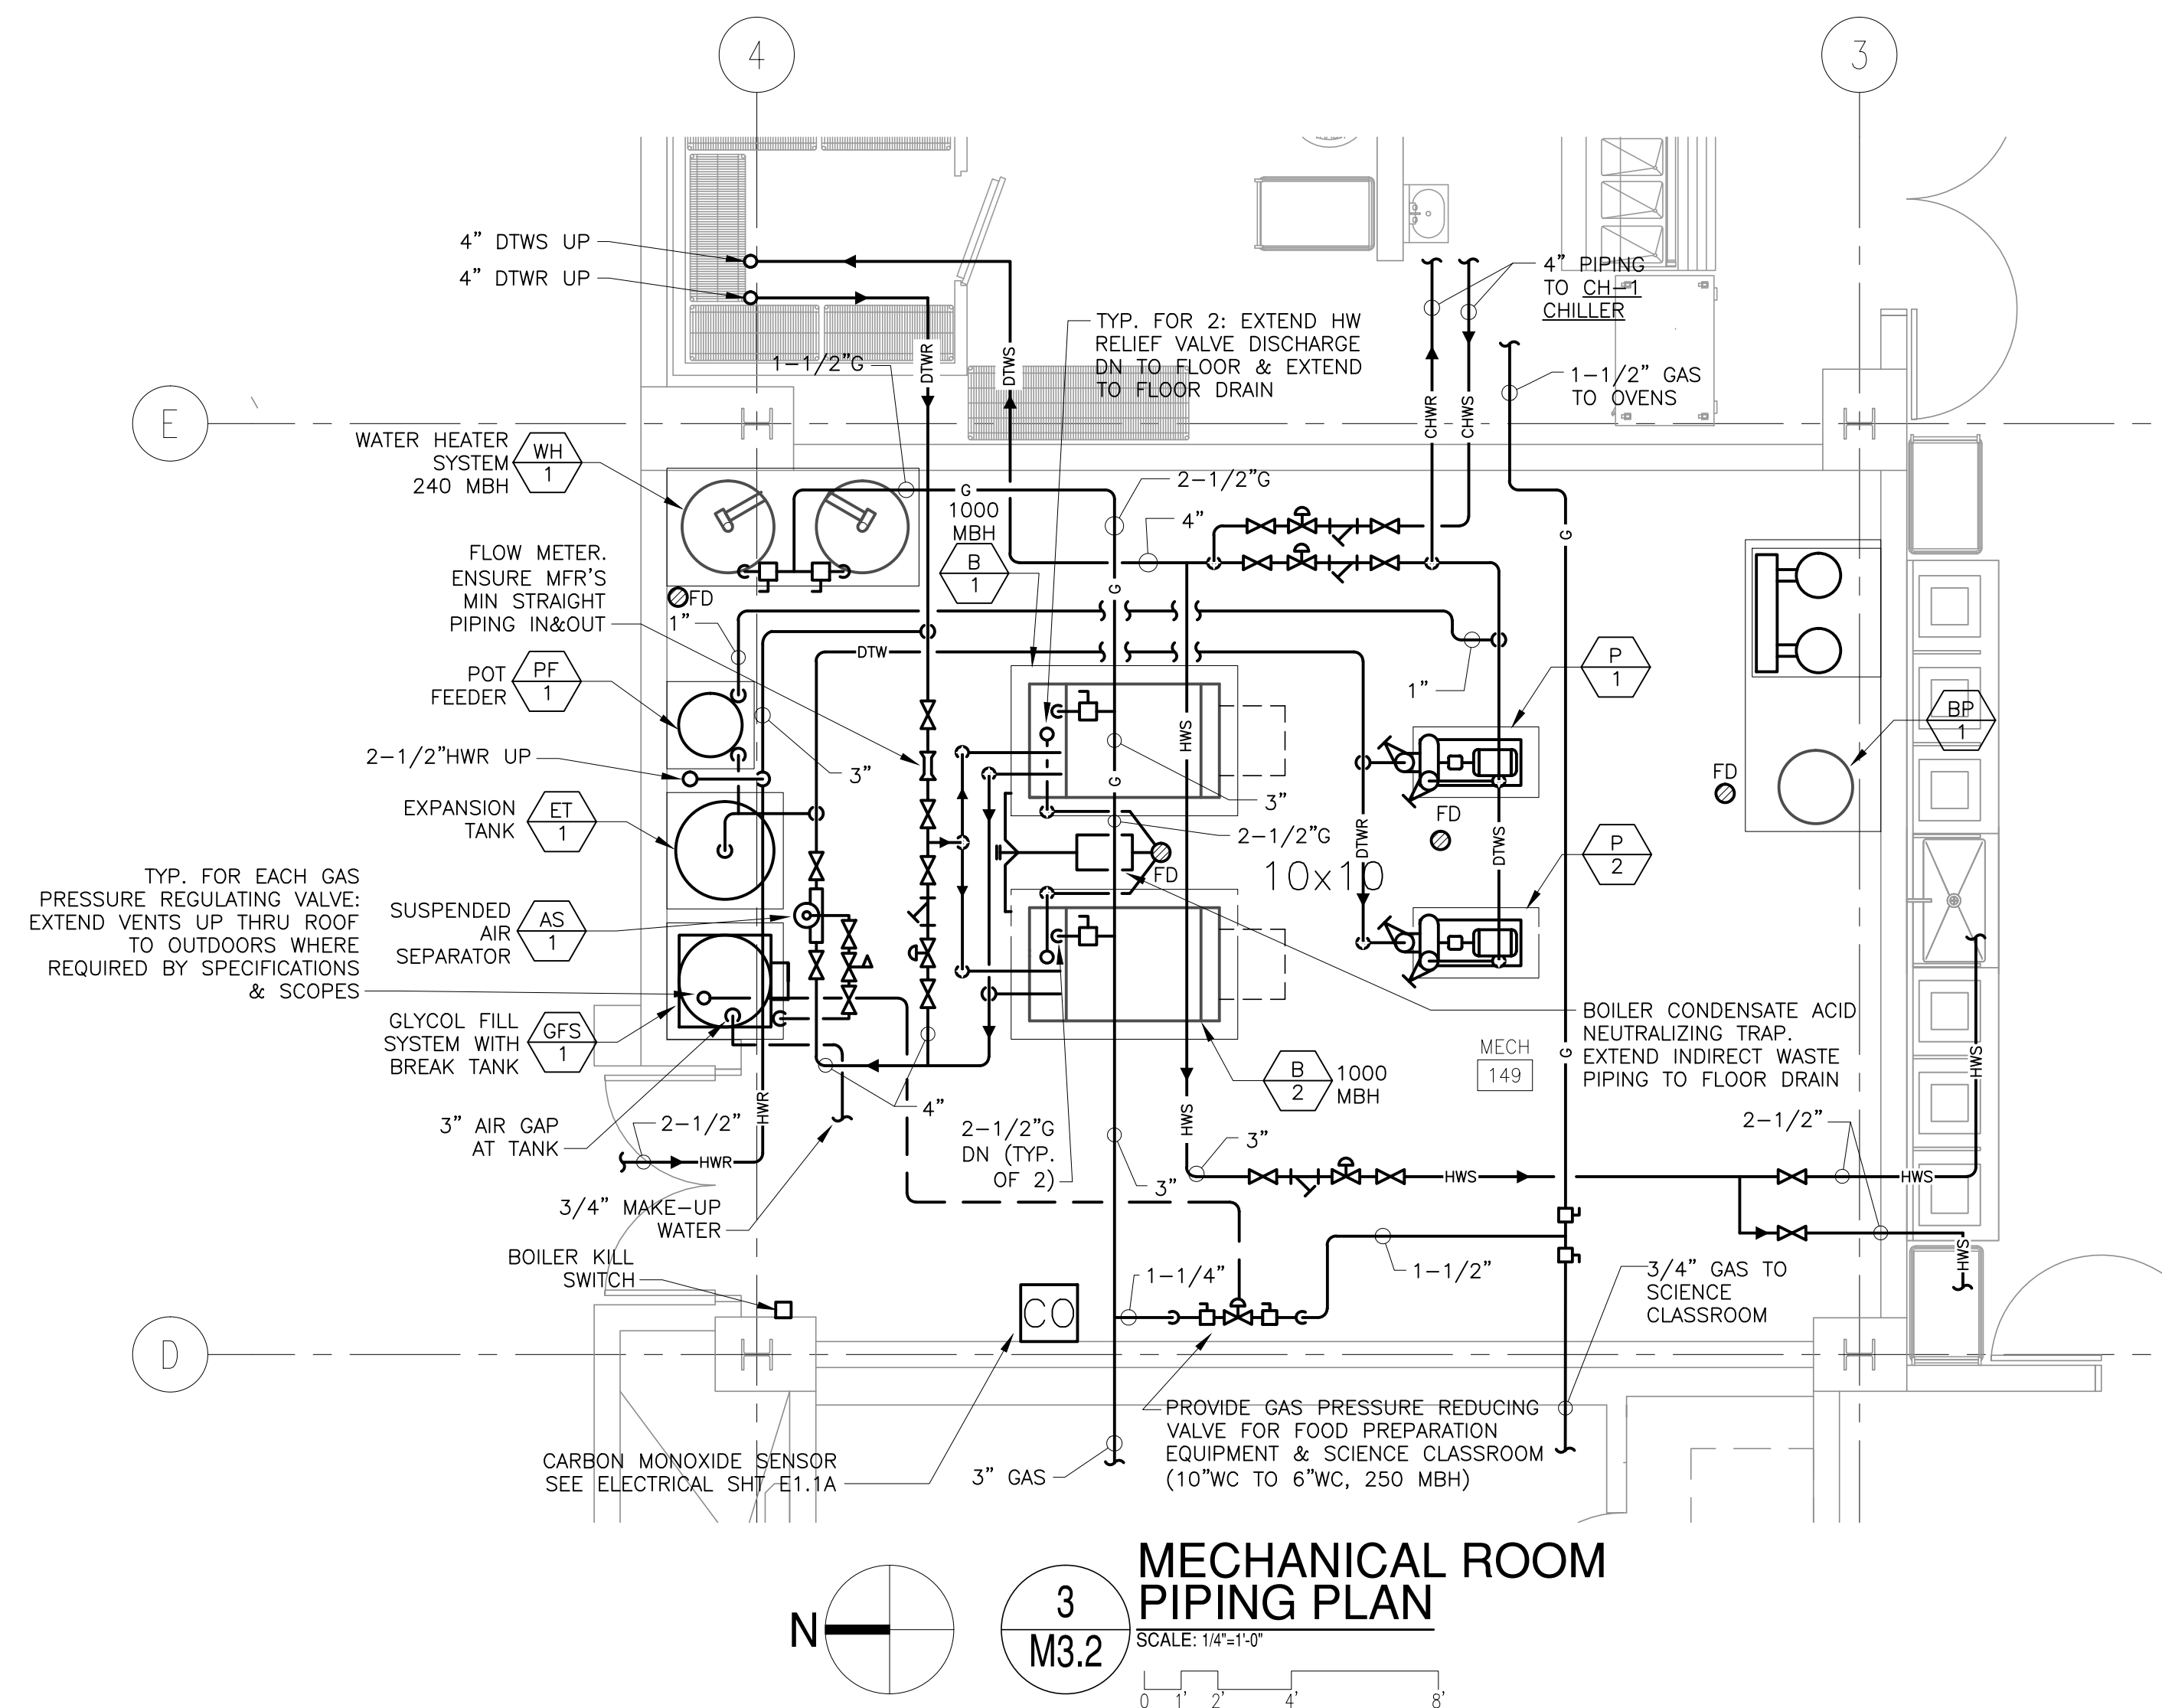 4
3
4" DTWS UP
4" DTWR UP
4" PIPING
TO CH-1
CHILLER
TYP. FOR 2: EXTEND HW
RELIEF VALVE DISCHARGE
DN TO FLOOR & EXTEND
TO FLOOR DRAIN
1-1/2"G
DTWR
DTWS
CHWR
CHWS
1-1/2" GAS
TO OVENS
E
WATER HEATER
SYSTEM
240 MBH
WH
1
G
1000
MBH
B
1
2-1/2"G
4"
G
G
FLOW METER.
ENSURE MFR'S
MIN STRAIGHT
PIPING IN&OUT
FD
1"
DTW
POT
FEEDER
PF
1
1"
P
1
BP
1
FD
HWS
2-1/2"HWR UP
3"
G
3"
EXPANSION
TANK
ET
1
2-1/2"G
FD
10x10
DTWR
FD
DTWS
P
2
TYP. FOR EACH GAS
PRESSURE REGULATING VALVE:
EXTEND VENTS UP THRU ROOF
TO OUTDOORS WHERE
REQUIRED BY SPECIFICATIONS
& SCOPES
SUSPENDED
AIR
SEPARATOR
AS
1
GLYCOL FILL
SYSTEM WITH
BREAK TANK
GFS
1
BOILER CONDENSATE ACID
NEUTRALIZING TRAP.
EXTEND INDIRECT WASTE
PIPING TO FLOOR DRAIN
MECH
149
G
HWS
B
2
1000
MBH
3" AIR GAP
AT TANK
2-1/2"
HWR
HWR
4"
2-1/2"G
DN (TYP.
OF 2)
3"
HWS
3"
HWS
2-1/2"
HWS
HWS
3/4" MAKE-UP
WATER
BOILER KILL
SWITCH
CO
1-1/4"
1-1/2"
3/4" GAS TO
SCIENCE
CLASSROOM
D
PROVIDE GAS PRESSURE REDUCING
VALVE FOR FOOD PREPARATION
EQUIPMENT & SCIENCE CLASSROOM
(10"WC TO 6"WC, 250 MBH)
CARBON MONOXIDE SENSOR
SEE ELECTRICAL SHT E1.1A
3" GAS
N
3
M3.2
MECHANICAL ROOM
PIPING PLAN
SCALE: 1/4"=1'-0"
0 1' 2' 4' 8'